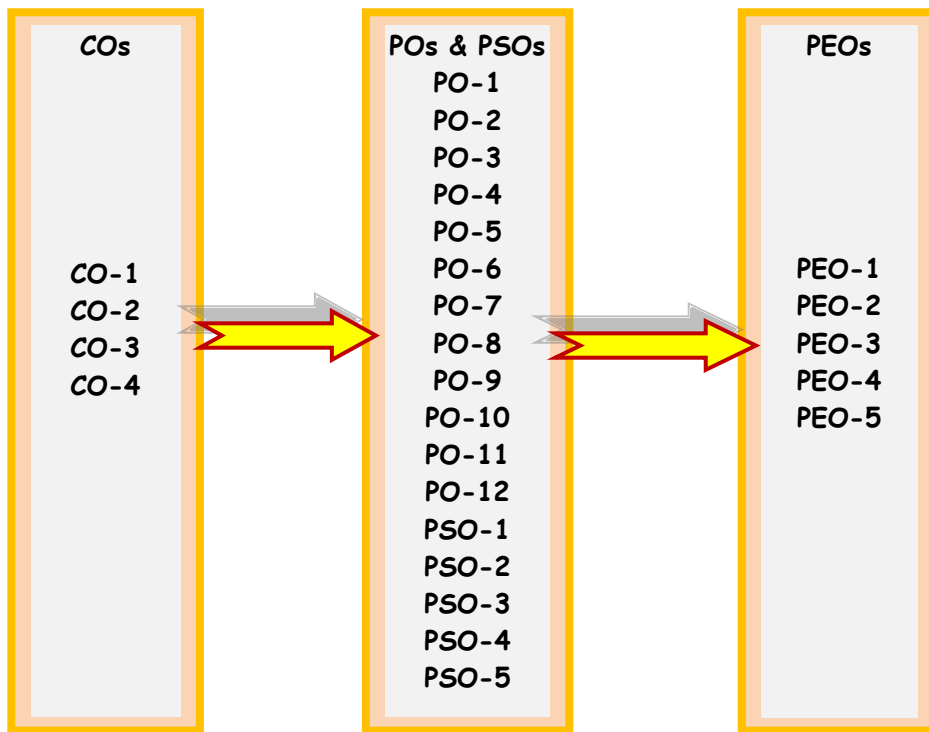 COs
CO-1
CO-2
CO-3
CO-4
POs & PSOs
PO-1
PO-2
PO-3
PO-4
PO-5
PO-6
PO-7
PO-8
PO-9
PO-10
PO-11
PO-12
PSO-1
PSO-2
PSO-3
PSO-4
PSO-5
PEOs
PEO-1
PEO-2
PEO-3
PEO-4
PEO-5